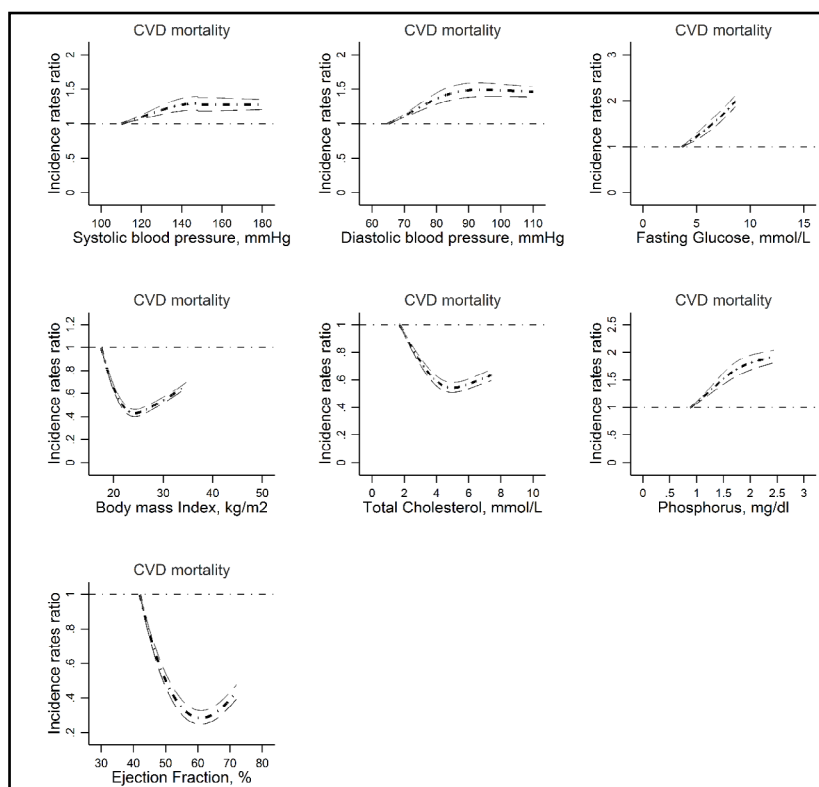 CVD mortality
Incidence rates ratio
0 .5 1 1.5 2
100 120 140 160 180
Systolic blood pressure, mmHg
CVD mortality
Incidence rates ratio
0 .5 1 1.5 2
60 70 80 90 100 110
Diastolic blood pressure, mmHg
CVD mortality
Incidence rates ratio
0 1 2 3
0 5 10 15
Fasting Glucose, mmol/L
CVD mortality
Incidence rates ratio
0 .2 .4 .6 .8 1 1.2
20 30 40 50
Body mass Index, kg/m2
CVD mortality
Incidence rates ratio
0 .2 .4 .6 .8 1
0 2 4 6 8 10
Total Cholesterol, mmol/L
CVD mortality
Incidence rates ratio
0 .5 1 1.5 2 2.5
0 .5 1 1.5 2 2.5 3
Phosphorus, mg/dl
CVD mortality
Incidence rates ratio
.2 .4 .6 .8 1
30 40 50 60 70 80
Ejection Fraction, %